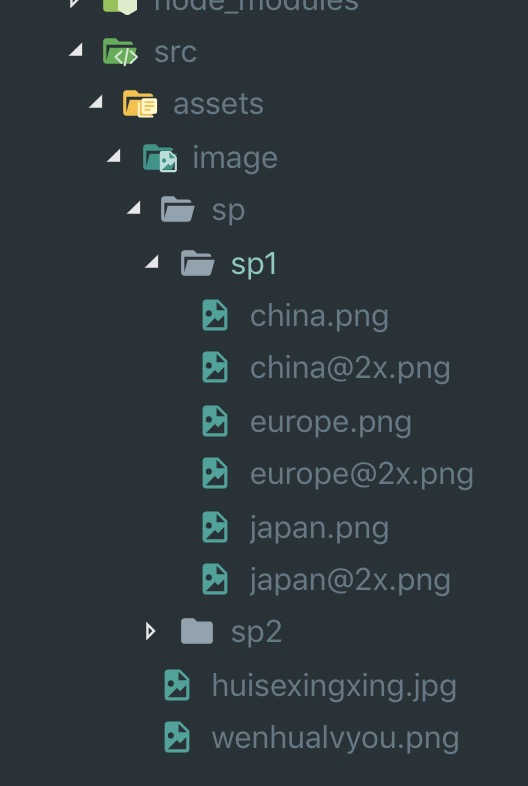 node_modules
src
assets
image
sp
sp1
china.png
china@2x.png
europe.png
europe@2x.png
japan.png
japan@2x.png
sp2
huisexingxing.jpg
wenhualvyou.png